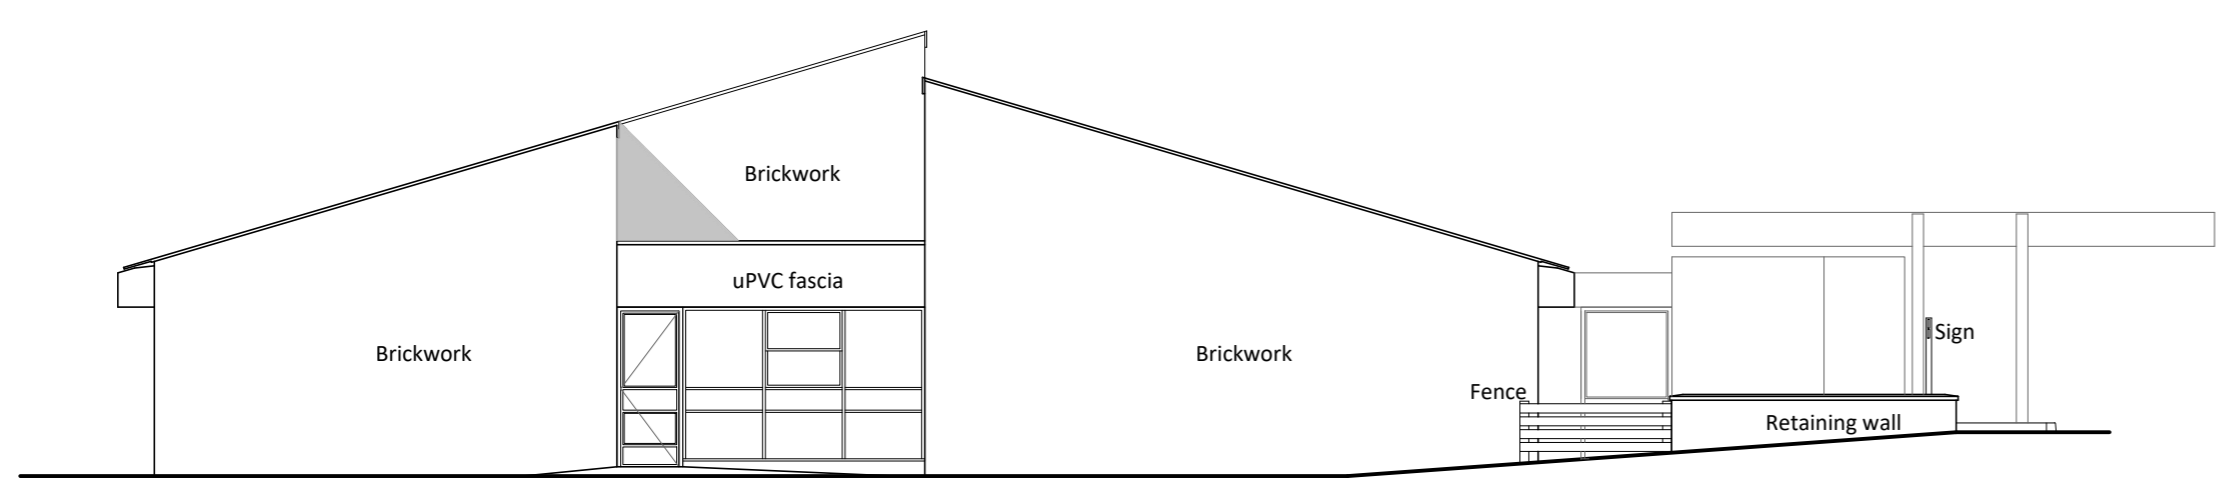 Brickwork
uPVC fascia
Brickwork
Brickwork
Sign
Fence
Retaining wall